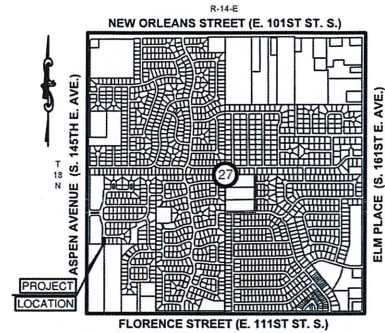 R-14-E
NEW ORLEANS STREET (E. 101ST ST. S.)
ASPEN AVENUE (S. 145TH E. AVE.)
T
18
N
27
ELM PLACE (S. 161ST E. AVE.)
PROJECT
LOCATION
FLORENCE STREET (E. 111ST ST. S.)